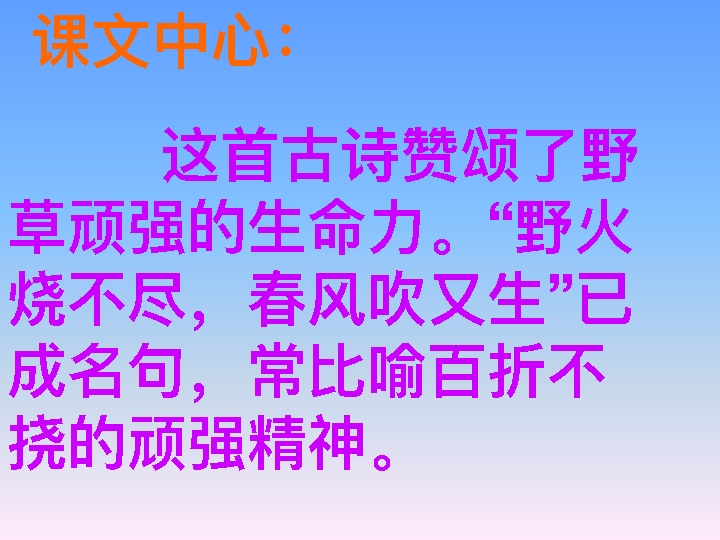 课文中心：
这首古诗赞颂了野
草顽强的生命力。“野火
烧不尽，春风吹又生”已
成名句，常比喻百折不
挠的顽强精神。